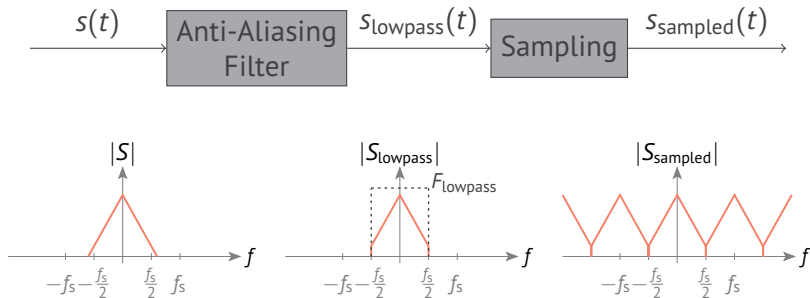 s(t)
Anti-Aliasing
Filter
s_lowpass(t)
Sampling
s_sampled(t)
|S|
f
−f_s −f_s/2 f_s/2 f_s
|S_lowpass|
F_lowpass
f
−f_s −f_s/2 f_s/2 f_s
|S_sampled|
f
−f_s −f_s/2 f_s/2 f_s